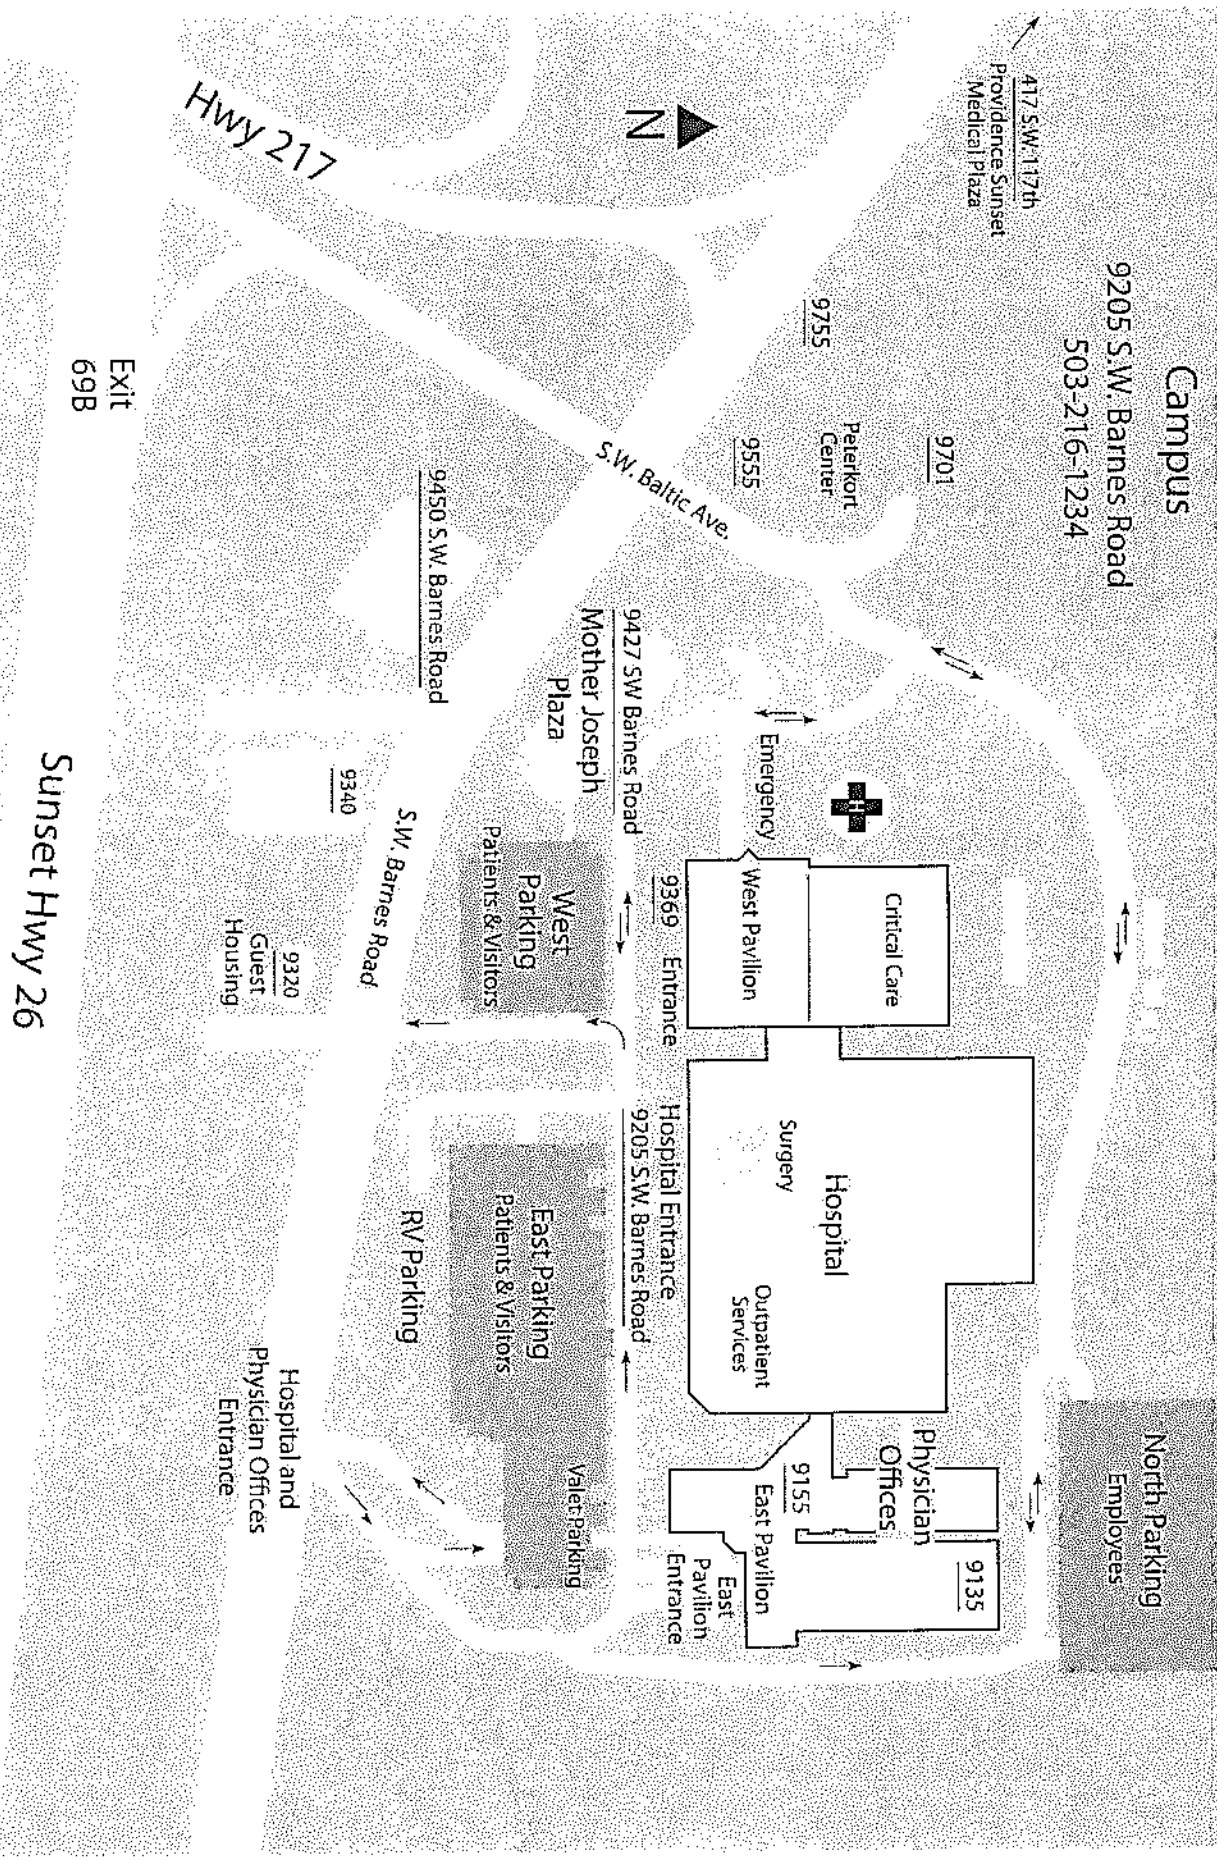 Campus
9205 S.W. Barnes Road
503-216-1234
417 S.W. 117th
Providence Sunset
Medical Plaza
N
Hwy 217
9755
9701
Peterkort
Center
9555
S.W. Baltic Ave.
Exit
69B
9450 S.W. Barnes Road
9427 SW Barnes Road
Mother Joseph
Plaza
Emergency
H
Critical Care
West Pavilion
9369 Entrance
West
Parking
Patients & Visitors
9340
S.W. Barnes Road
9320
Guest
Housing
Sunset Hwy 26
Hospital
Surgery
Outpatient
Services
Hospital Entrance
9205 S.W. Barnes Road
East Parking
Patients & Visitors
RV Parking
Valet Parking
Hospital and
Physician Offices
Entrance
North Parking
Employees
Physician
Offices
9135
9155
East Pavilion
East
Pavilion
Entrance